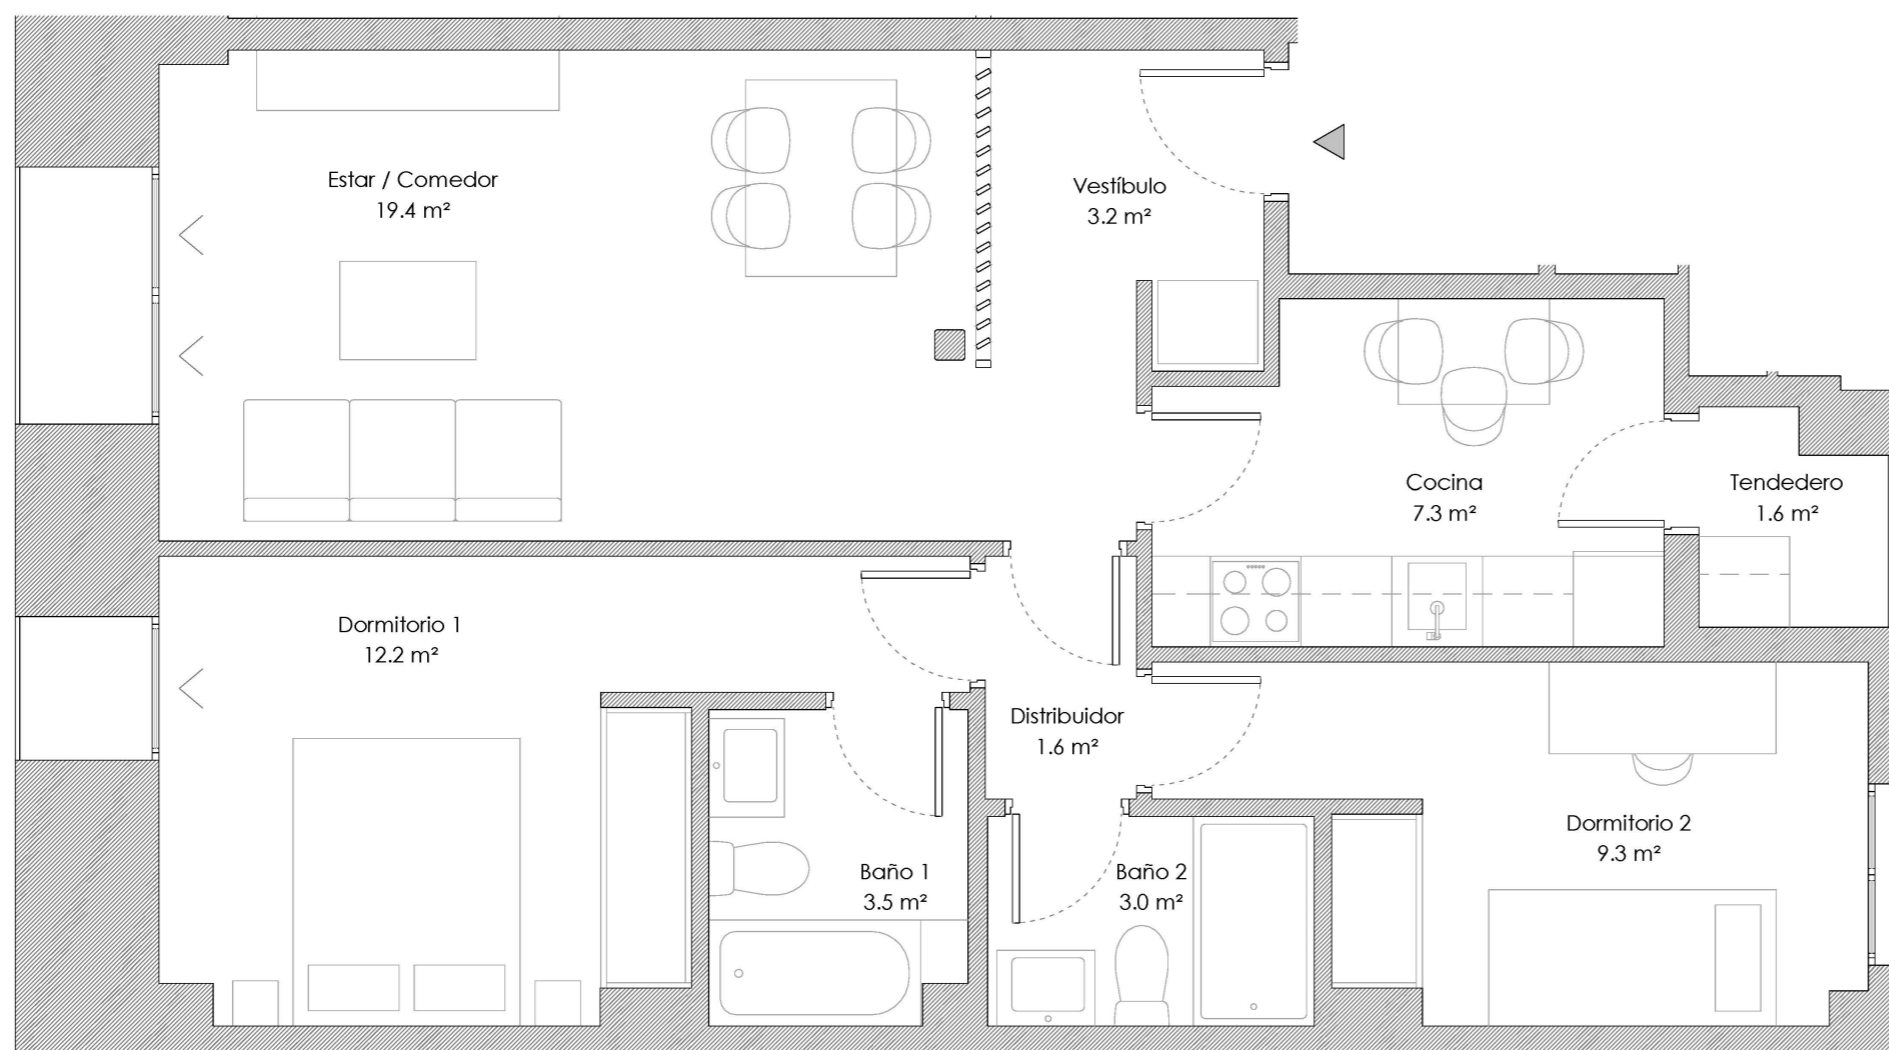 Estar / Comedor
19.4 m²
Vestíbulo
3.2 m²
Cocina
7.3 m²
Tendedero
1.6 m²
Dormitorio 1
12.2 m²
Distribuidor
1.6 m²
Dormitorio 2
9.3 m²
Baño 1
3.5 m²
Baño 2
3.0 m²